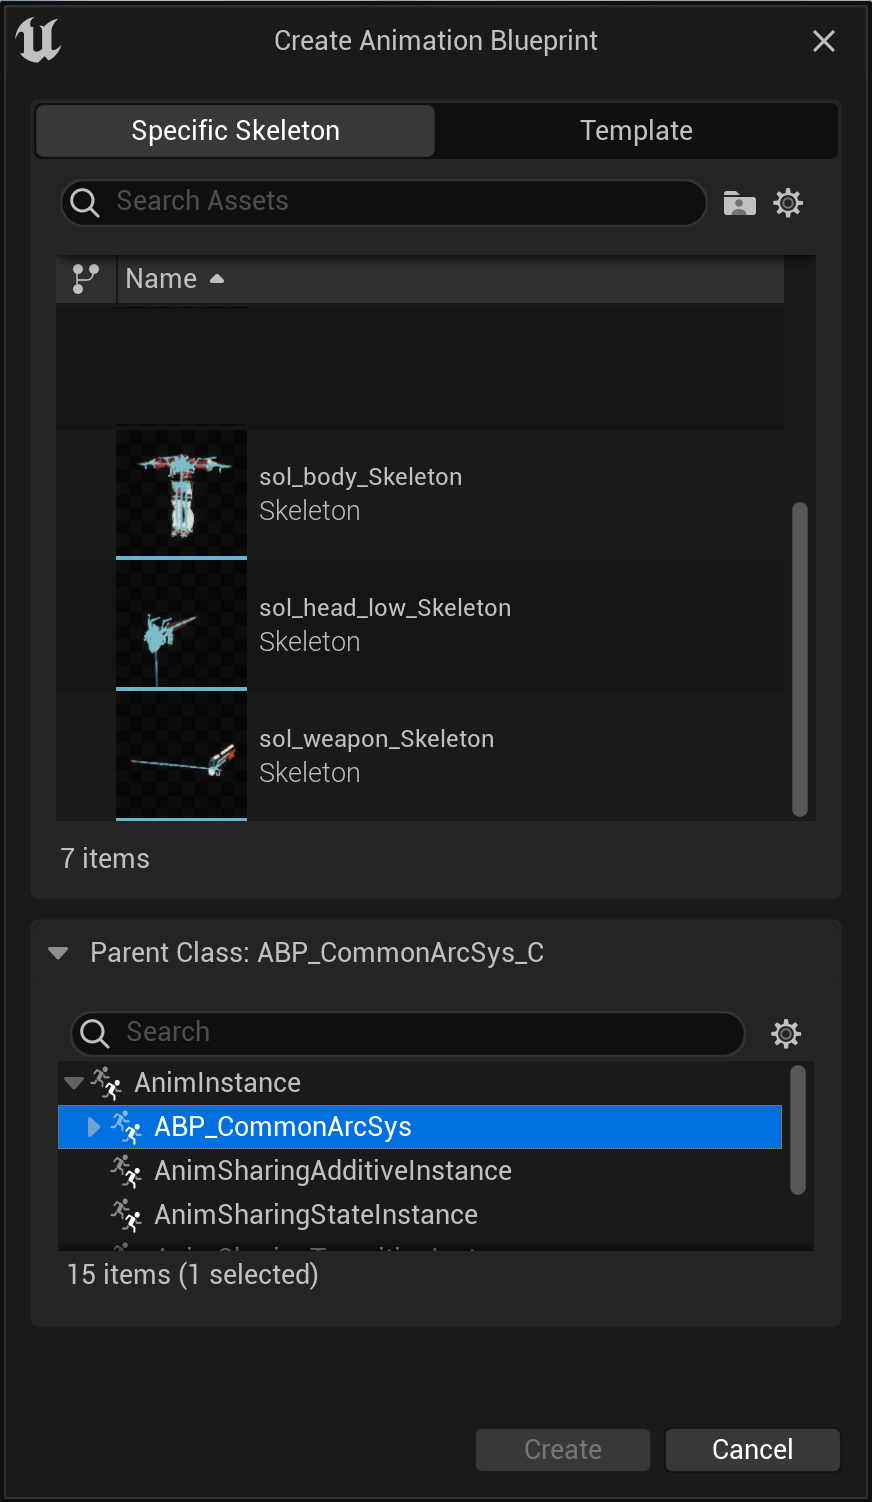 Create Animation Blueprint
Specific Skeleton
Template
Search Assets
Name
sol_body_Skeleton
Skeleton
sol_head_low_Skeleton
Skeleton
sol_weapon_Skeleton
Skeleton
7 items
Parent Class: ABP_CommonArcSys_C
Search
AnimInstance
ABP_CommonArcSys
AnimSharingAdditiveInstance
AnimSharingStateInstance
15 items (1 selected)
Create
Cancel